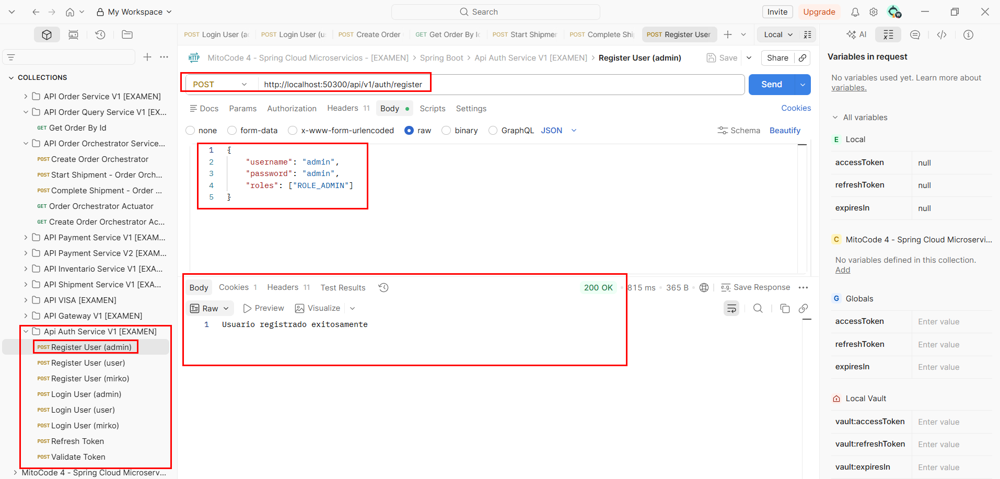 My Workspace
Search
Invite
Upgrade
POST Login User (a
POST Login User (u
POST Create Order
GET Get Order By Id
POST Start Shipmer
POST Complete Shi
POST Register User
Local
AI
MitoCode 4 - Spring Cloud Microservicios - [EXAMEN] > Spring Boot > Api Auth Service V1 [EXAMEN] > Register User (admin)
Save
Share
Variables in request
COLLECTIONS
API Order Service V1 [EXAMEN]
API Order Query Service V1 [EX...
GET Get Order By Id
API Order Orchestrator Service...
POST Create Order Orchestrator
POST Start Shipment - Order Orch...
POST Complete Shipment - Order ...
GET Order Orchestrator Actuator
GET Create Order Orchestrator Ac...
API Payment Service V1 [EXAM...
API Payment Service V2 [EXAM...
API Inventario Service V1 [EXA...
API Shipment Service V1 [EXA...
API VISA [EXAMEN]
API Gateway V1 [EXAMEN]
Api Auth Service V1 [EXAMEN]
POST Register User (admin)
POST Register User (user)
POST Register User (mirko)
POST Login User (admin)
POST Login User (user)
POST Login User (mirko)
POST Refresh Token
POST Validate Token
MitoCode 4 - Spring Cloud Microserv...
POST
http://localhost:50300/api/v1/auth/register
Send
Docs
Params
Authorization
Headers 11
Body
Scripts
Settings
Cookies
none
form-data
x-www-form-urlencoded
raw
binary
GraphQL
JSON
Schema
Beautify
1 {
2 "username": "admin",
3 "password": "admin",
4 "roles": ["ROLE_ADMIN"]
5 }
Body
Cookies 1
Headers 11
Test Results
200 OK
815 ms
365 B
e.g. Save Response
Raw
Preview
Visualize
1 Usuario registrado exitosamente
No variables used yet. Learn more about
variables.
All variables
E Local
accessToken null
refreshToken null
expiresIn null
C MitoCode 4 - Spring Cloud Microservi...
No variables defined in this collection.
Add
G Globals
accessToken Enter value
refreshToken Enter value
expiresIn Enter value
Local Vault
vault:accessToken Enter value
vault:refreshToken Enter value
vault:expiresIn Enter value